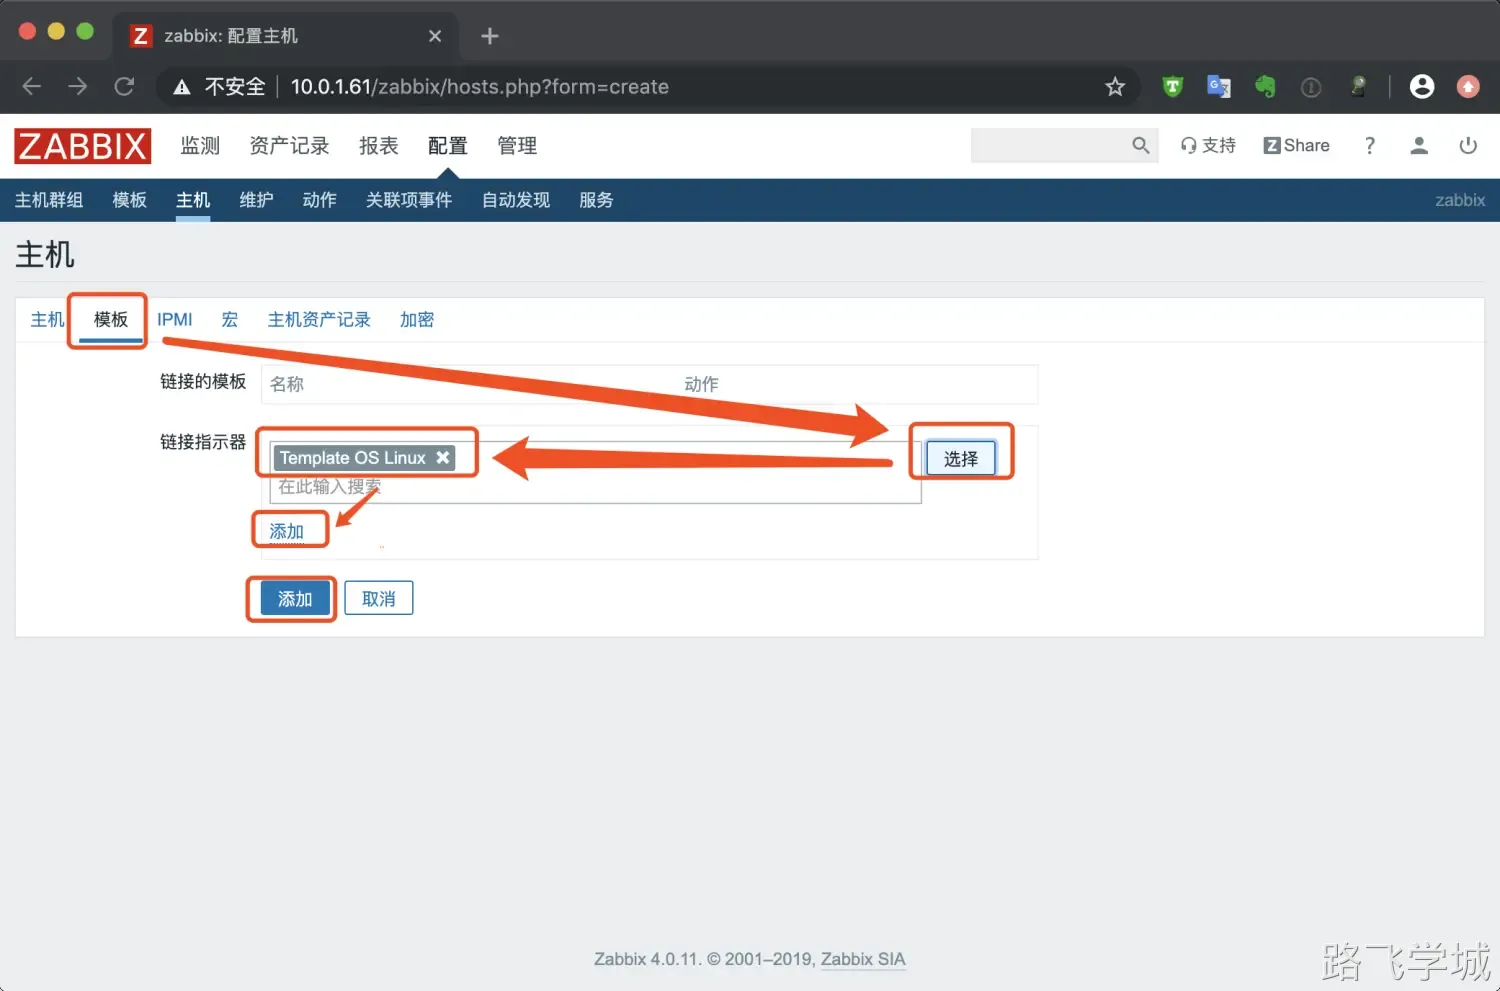 zabbix: 配置主机
不安全 10.0.1.61/zabbix/hosts.php?form=create
ZABBIX 监测 资产记录 报表 配置 管理 支持 Z Share ?
主机群组 模板 主机 维护 动作 关联项事件 自动发现 服务 zabbix
主机
主机 模板 IPMI 宏 主机资产记录 加密
链接的模板 名称 动作
链接指示器 Template OS Linux 选择
在此输入搜索
添加
添加 取消
Zabbix 4.0.11. © 2001–2019, Zabbix SIA
路飞学城